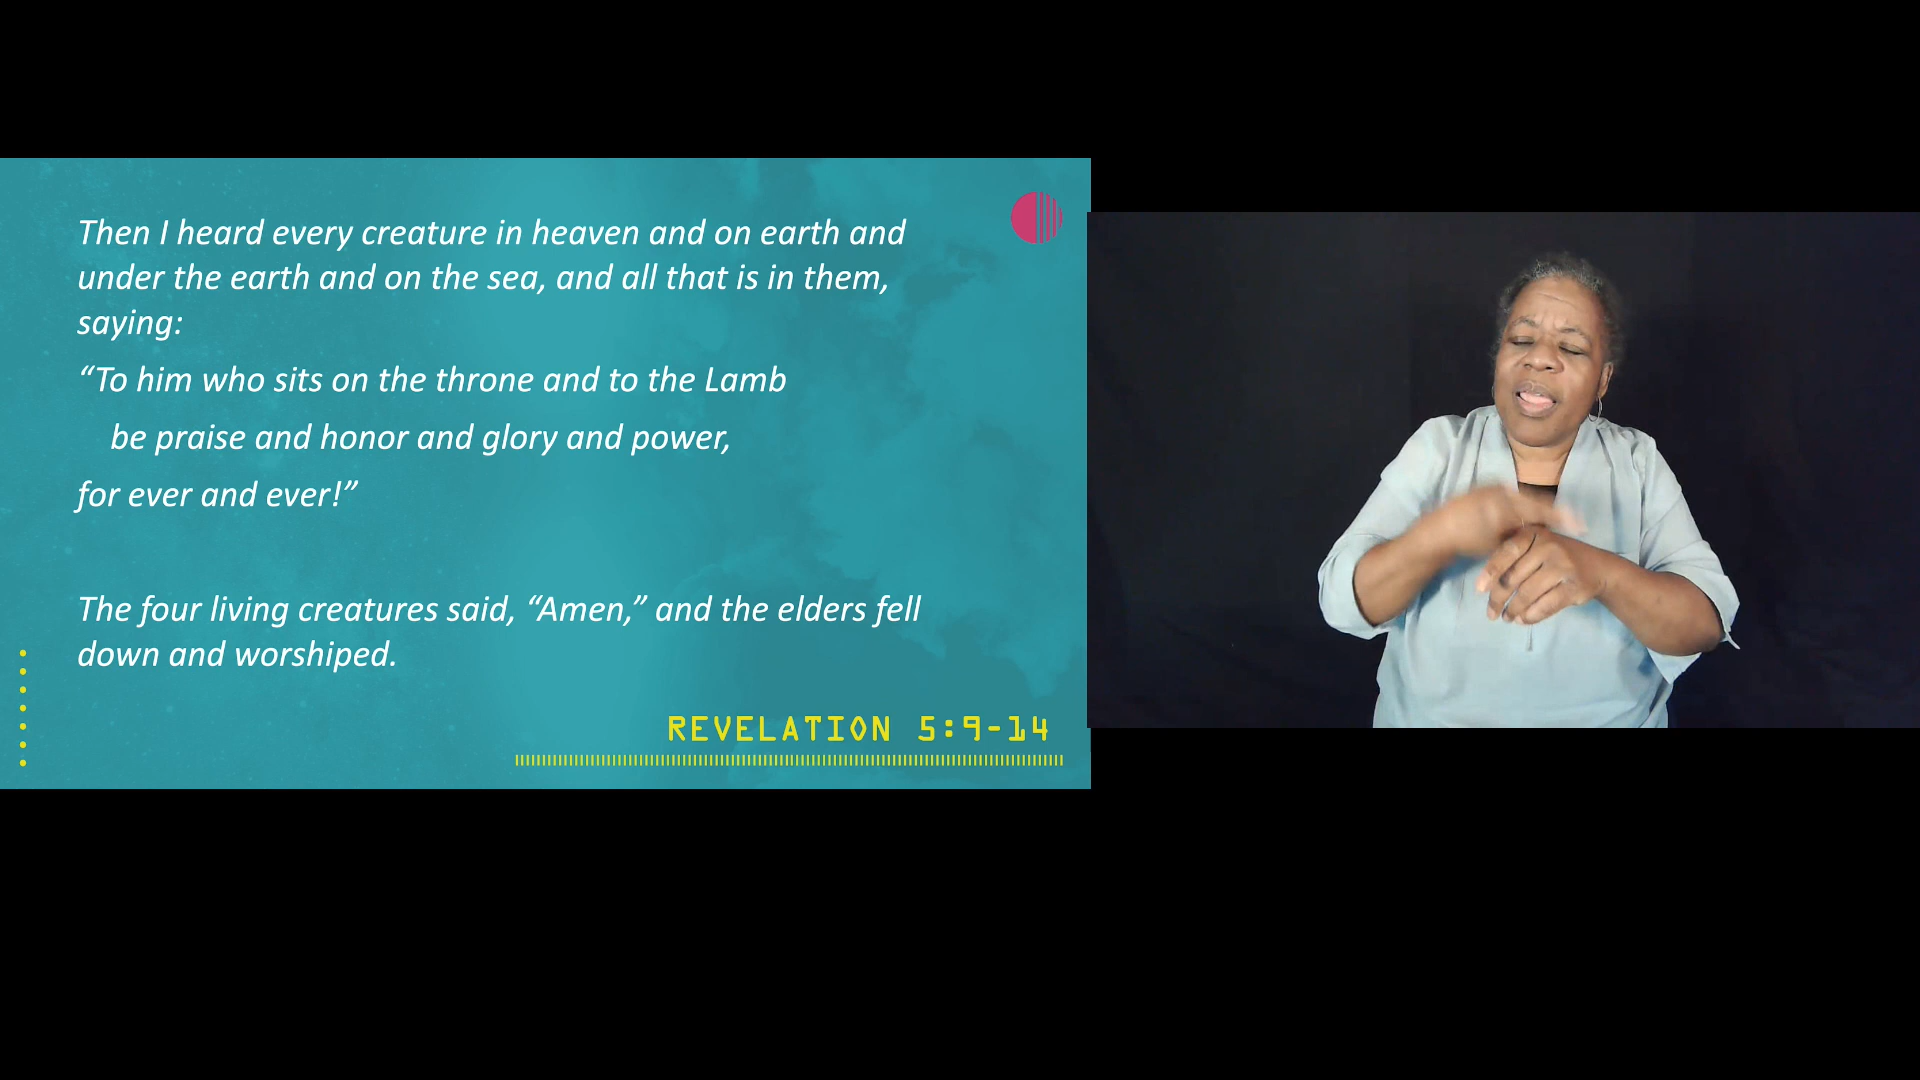 Then I heard every creature in heaven and on earth and
under the earth and on the sea, and all that is in them,
saying:
“To him who sits on the throne and to the Lamb
be praise and honor and glory and power,
for ever and ever!”
The four living creatures said, “Amen,” and the elders fell
down and worshiped.
REVELATION 5:9-14